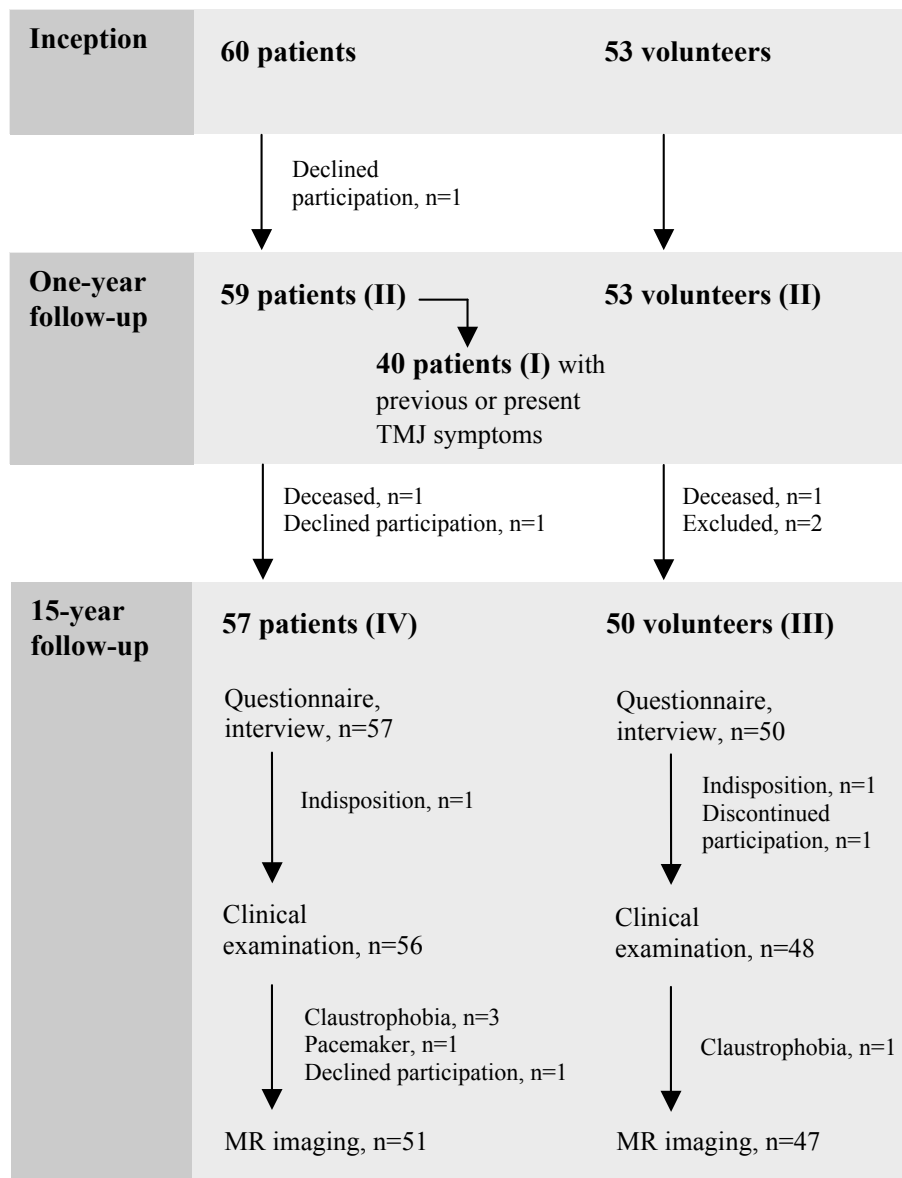 Inception
60 patients
53 volunteers
Declined
participation, n=1
One-year
follow-up
59 patients (II)
53 volunteers (II)
40 patients (I) with
previous or present
TMJ symptoms
Deceased, n=1
Declined participation, n=1
Deceased, n=1
Excluded, n=2
15-year
follow-up
57 patients (IV)
50 volunteers (III)
Questionnaire,
interview, n=57
Questionnaire,
interview, n=50
Indisposition, n=1
Indisposition, n=1
Discontinued
participation, n=1
Clinical
examination, n=56
Clinical
examination, n=48
Claustrophobia, n=3
Pacemaker, n=1
Declined participation, n=1
Claustrophobia, n=1
MR imaging, n=51
MR imaging, n=47